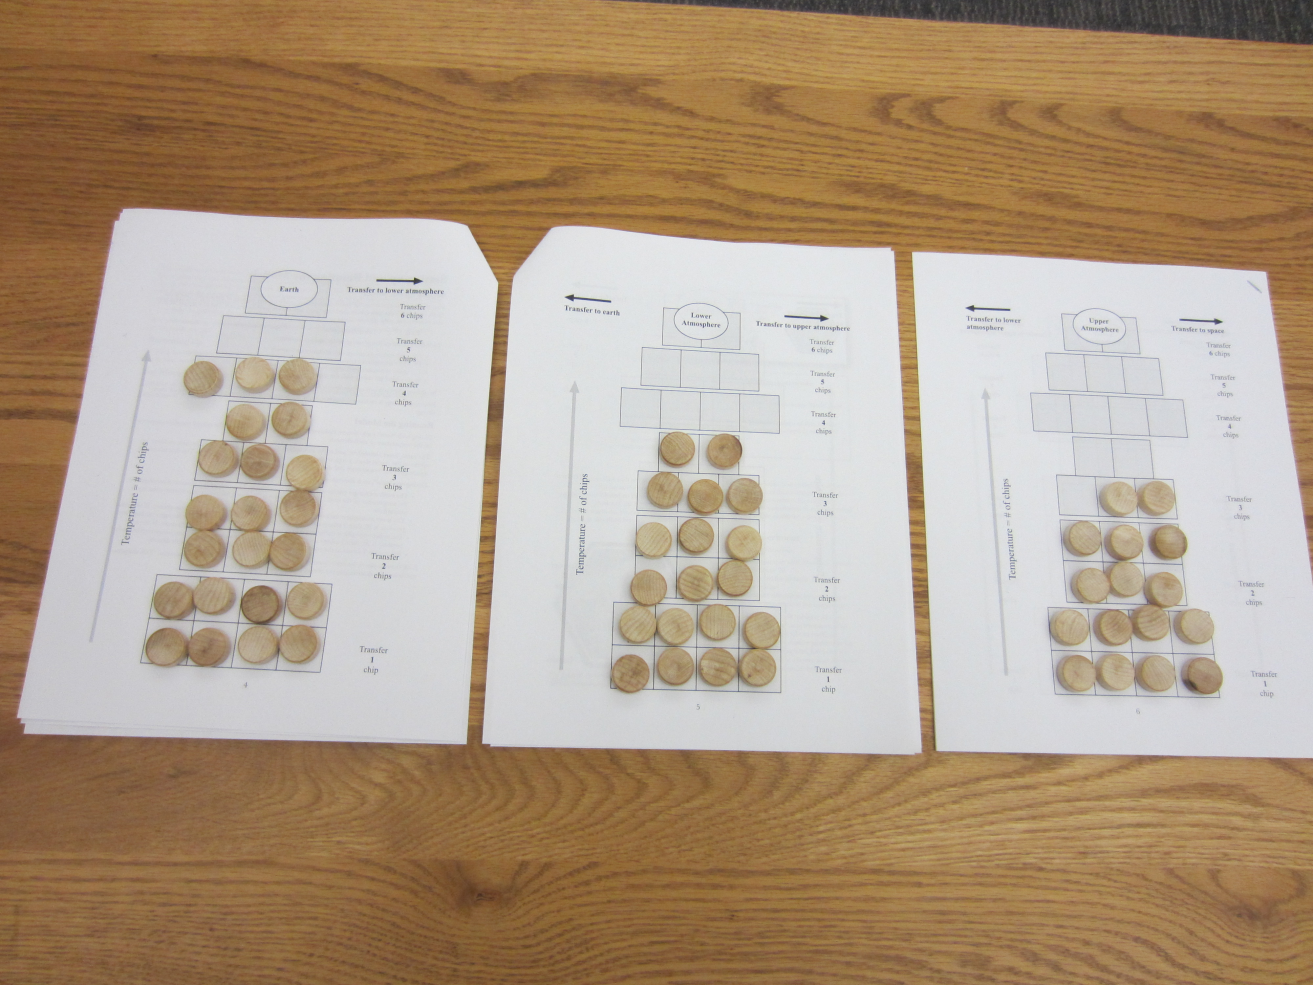 Earth
Transfer to lower atmosphere
Transfer
6 chips
Transfer
5
chips
Transfer
4
chips
Transfer
3
chips
Transfer
2
chips
Transfer
1
chip
Temperature = # of chips
4
Transfer to earth
Lower
Atmosphere
Transfer to upper atmosphere
Transfer
6 chips
Transfer
5
chips
Transfer
4
chips
Transfer
3
chips
Transfer
2
chips
Transfer
1
chip
Temperature = # of chips
5
Transfer to lower
atmosphere
Upper
Atmosphere
Transfer to space
Transfer
6 chips
Transfer
5
chips
Transfer
4
chips
Transfer
3
chips
Transfer
2
chips
Transfer
1
chip
Temperature = # of chips
6